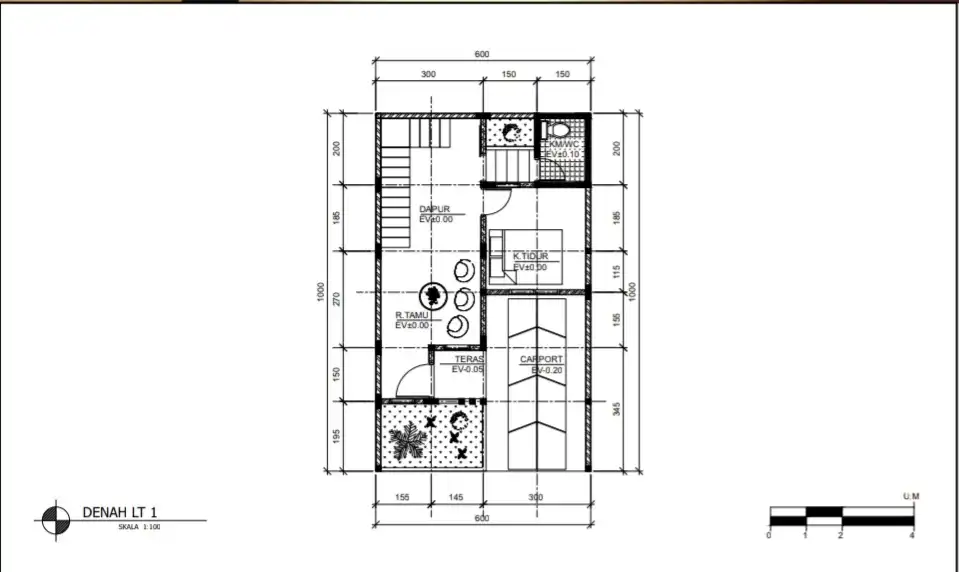 600
300 150 150
200
185
270
1000
150
195
200
185
115
1000
155
345
KM/WC
EV±0.10
DAPUR
EV±0.00
K.TIDUR
EV±0.00
R.TAMU
EV±0.00
TERAS
EV-0.05
CARPORT
EV-0.20
155 145 300
600
DENAH LT 1
SKALA 1:100
U:M
0 1 2 4